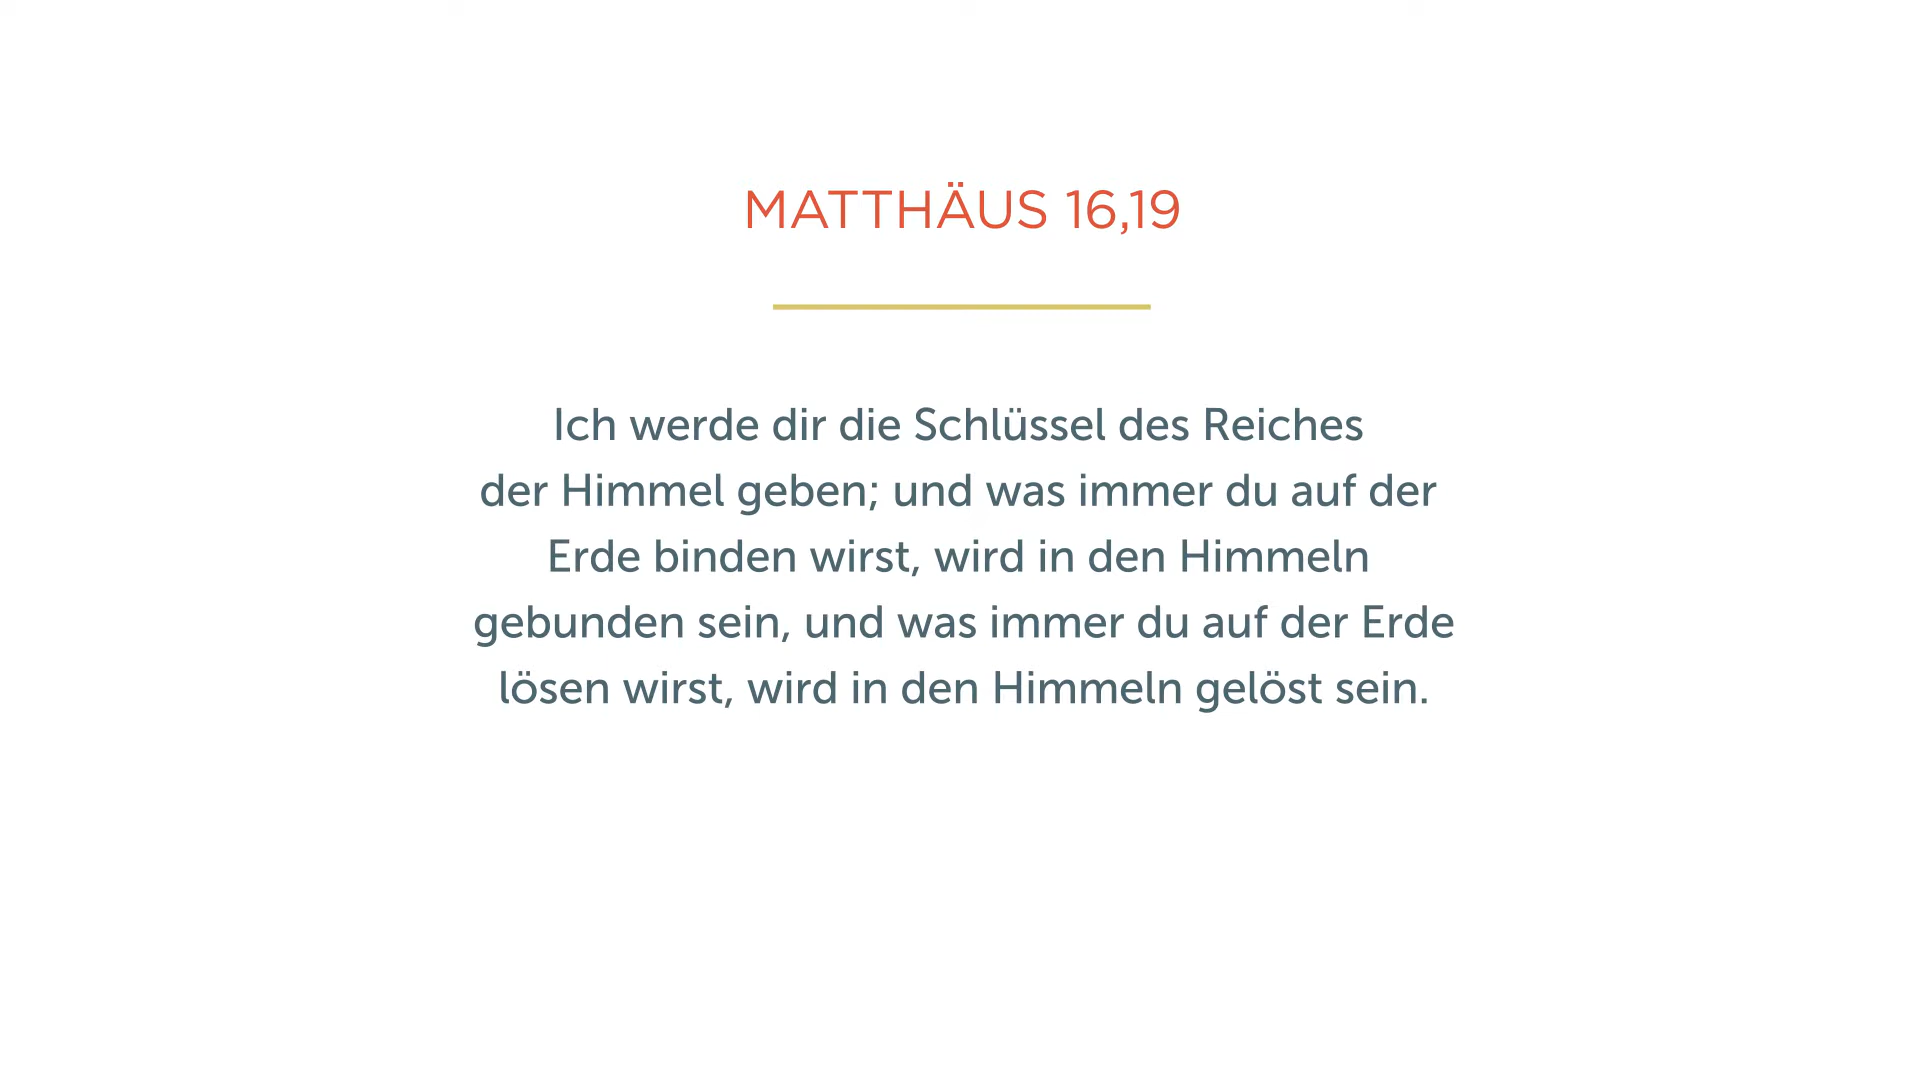 MATTHÄUS 16,19
Ich werde dir die Schlüssel des Reiches
der Himmel geben; und was immer du auf der
Erde binden wirst, wird in den Himmeln
gebunden sein, und was immer du auf der Erde
lösen wirst, wird in den Himmeln gelöst sein.